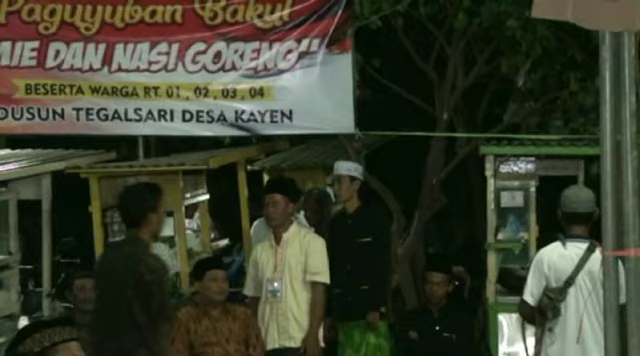 Paguyuban Bakul
MIE DAN NASI GORENG"
BESERTA WARGA RT. 01 , 02 , 03 , 04
DUSUN TEGALSARI DESA KAYEN